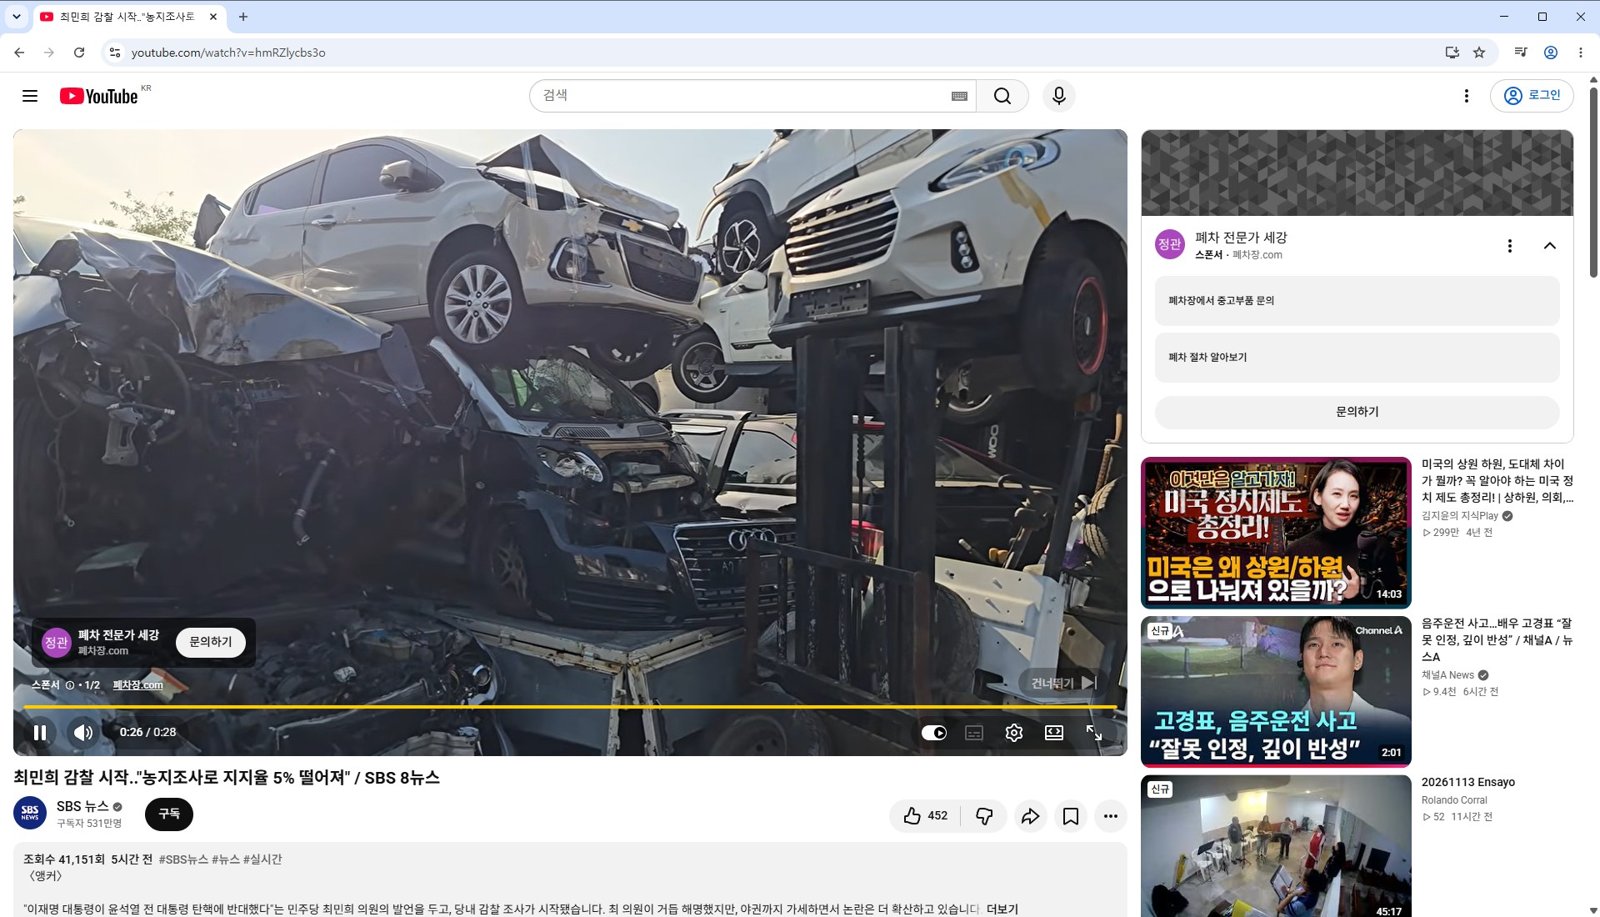 최민희 감찰 시작.."농지조사로
youtube.com/watch?v=hmRZlycbs3o
YouTube KR
검색
로그인
정관
폐차 전문가 세강
폐차장.com
문의하기
스폰서 · 1/2 폐차장.com
건너뛰기
0:26 / 0:28
최민희 감찰 시작.."농지조사로 지지율 5% 떨어져" / SBS 8뉴스
SBS NEWS
SBS 뉴스
구독자 531만명
구독
452
조회수 41,151회 5시간 전 #SBS뉴스 #뉴스 #실시간
〈앵커〉
"이재명 대통령이 윤석열 전 대통령 탄핵에 반대했다"는 민주당 최민희 의원의 발언을 두고, 당내 감찰 조사가 시작됐습니다. 최 의원이 거듭 해명했지만, 야권까지 가세하면서 논란은 더 확산하고 있습니다. 더보기
정관
폐차 전문가 세강
스폰서 · 폐차장.com
폐차장에서 중고부품 문의
폐차 절차 알아보기
문의하기
이것만은 알고가자!
미국 정치제도
총정리!
미국은 왜 상원/하원
으로 나눠져 있을까?
14:03
미국의 상원 하원, 도대체 차이
가 뭘까? 꼭 알아야 하는 미국 정
치 제도 총정리! | 상하원, 의회,...
김지윤의 지식Play
299만 4년 전
신규
Channel A
고경표, 음주운전 사고
“잘못 인정, 깊이 반성”
2:01
음주운전 사고…배우 고경표 “잘
못 인정, 깊이 반성” / 채널A / 뉴
스A
채널A News
9.4천 6시간 전
신규
45:17
20261113 Ensayo
Rolando Corral
52 11시간 전